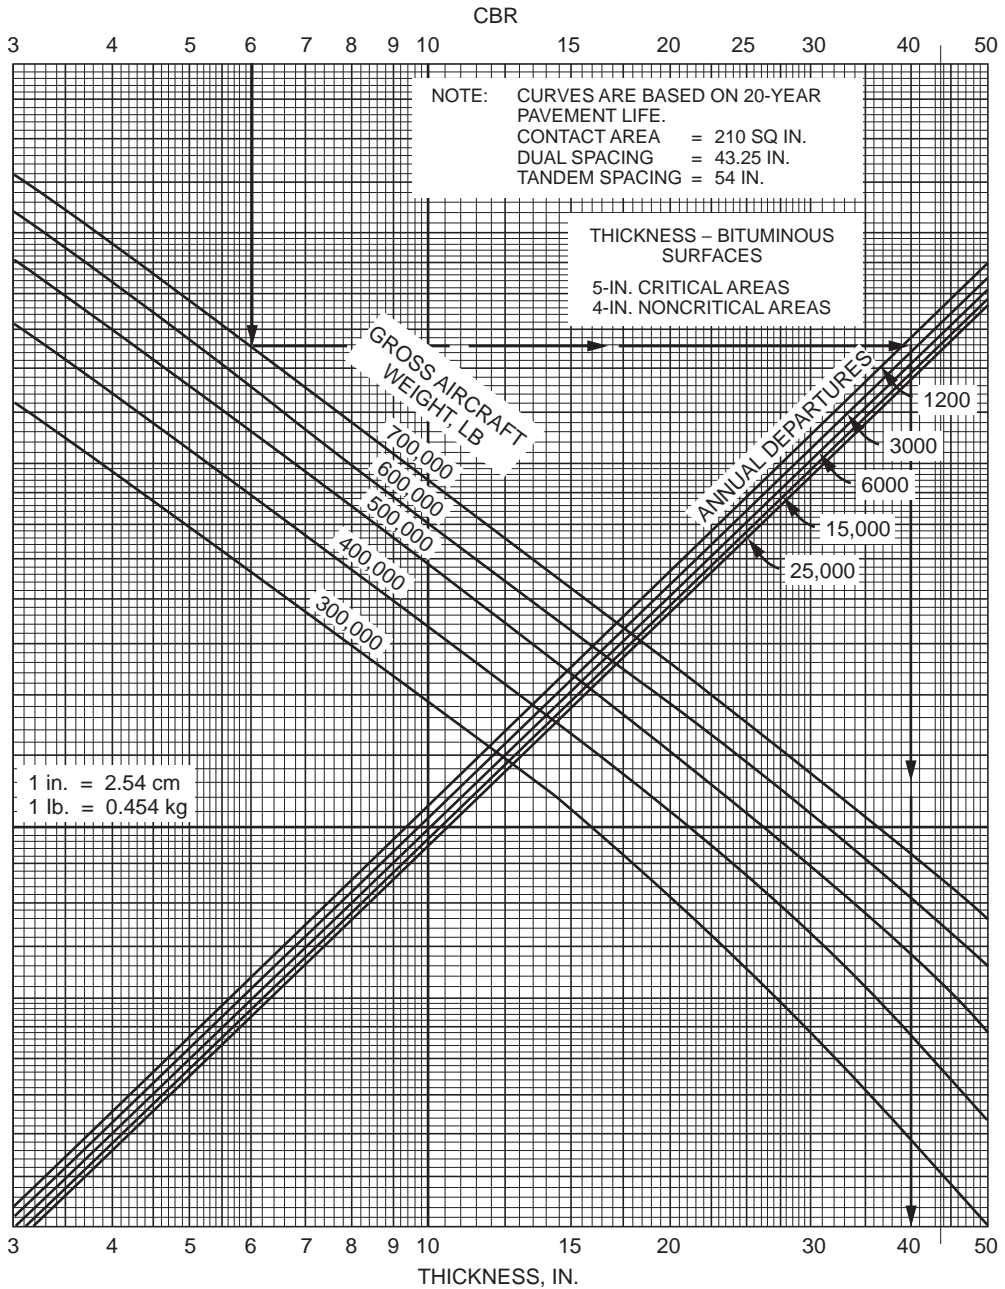 CBR
3 4 5 6 7 8 9 10 15 20 25 30 40 50
NOTE: CURVES ARE BASED ON 20-YEAR
PAVEMENT LIFE.
CONTACT AREA = 210 SQ IN.
DUAL SPACING = 43.25 IN.
TANDEM SPACING = 54 IN.
THICKNESS – BITUMINOUS
SURFACES
5-IN. CRITICAL AREAS
4-IN. NONCRITICAL AREAS
GROSS AIRCRAFT
WEIGHT, LB
700,000
600,000
500,000
400,000
300,000
ANNUAL DEPARTURES
1200
3000
6000
15,000
25,000
1 in. = 2.54 cm
1 lb. = 0.454 kg
3 4 5 6 7 8 9 10 15 20 30 40 50
THICKNESS, IN.